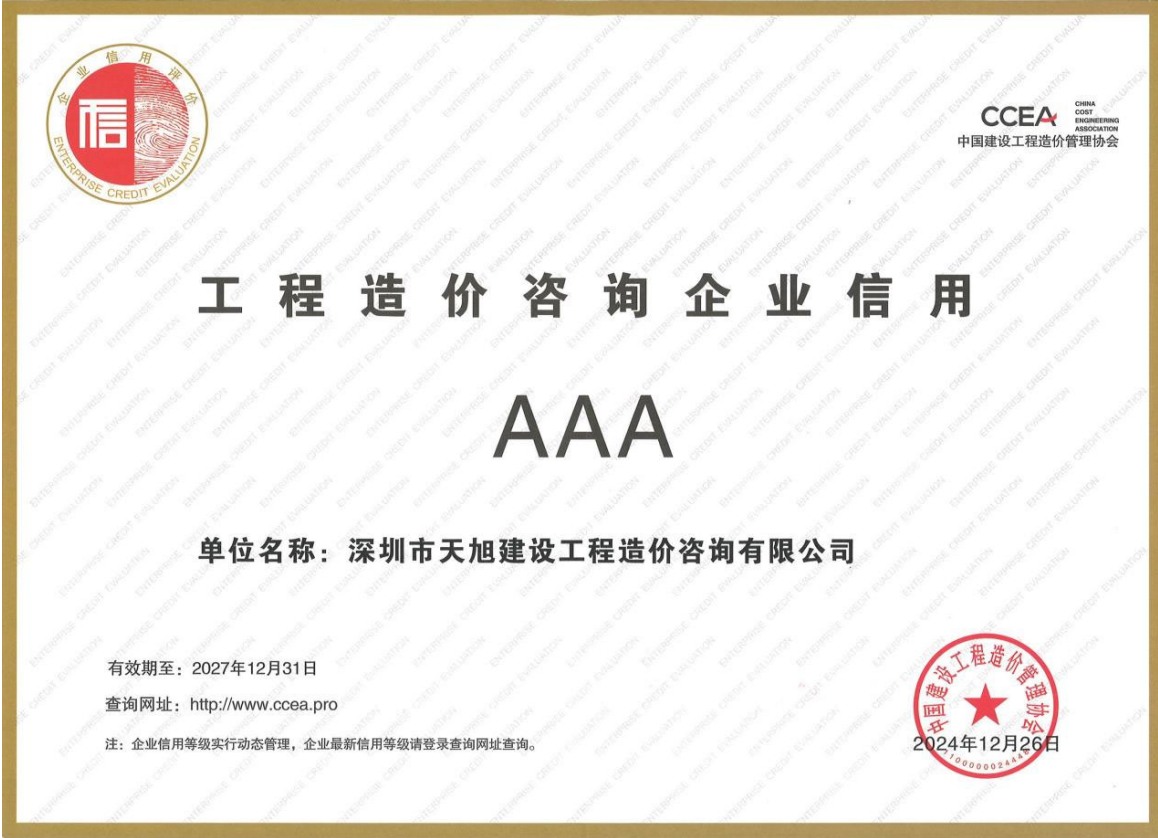 企业信用评价
信
ENTERPRISE CREDIT EVALUATION
CCEA
CHINA
COST
ENGINEERING
ASSOCIATION
中国建设工程造价管理协会
工程造价咨询企业信用
AAA
单位名称：深圳市天旭建设工程造价咨询有限公司
有效期至：2027年12月31日
查询网址：http://www.ccea.pro
注：企业信用等级实行动态管理，企业最新信用等级请登录查询网址查询。
中国建设工程造价管理协会
2024年12月26日